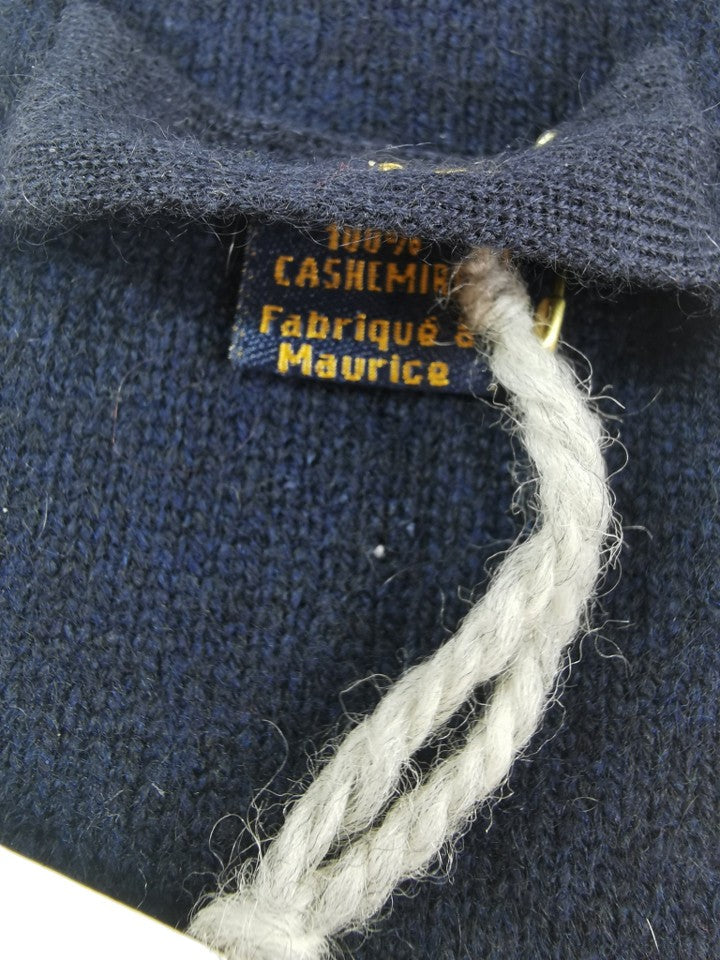 100%
CASHEMIR
Fabriqué à
Maurice